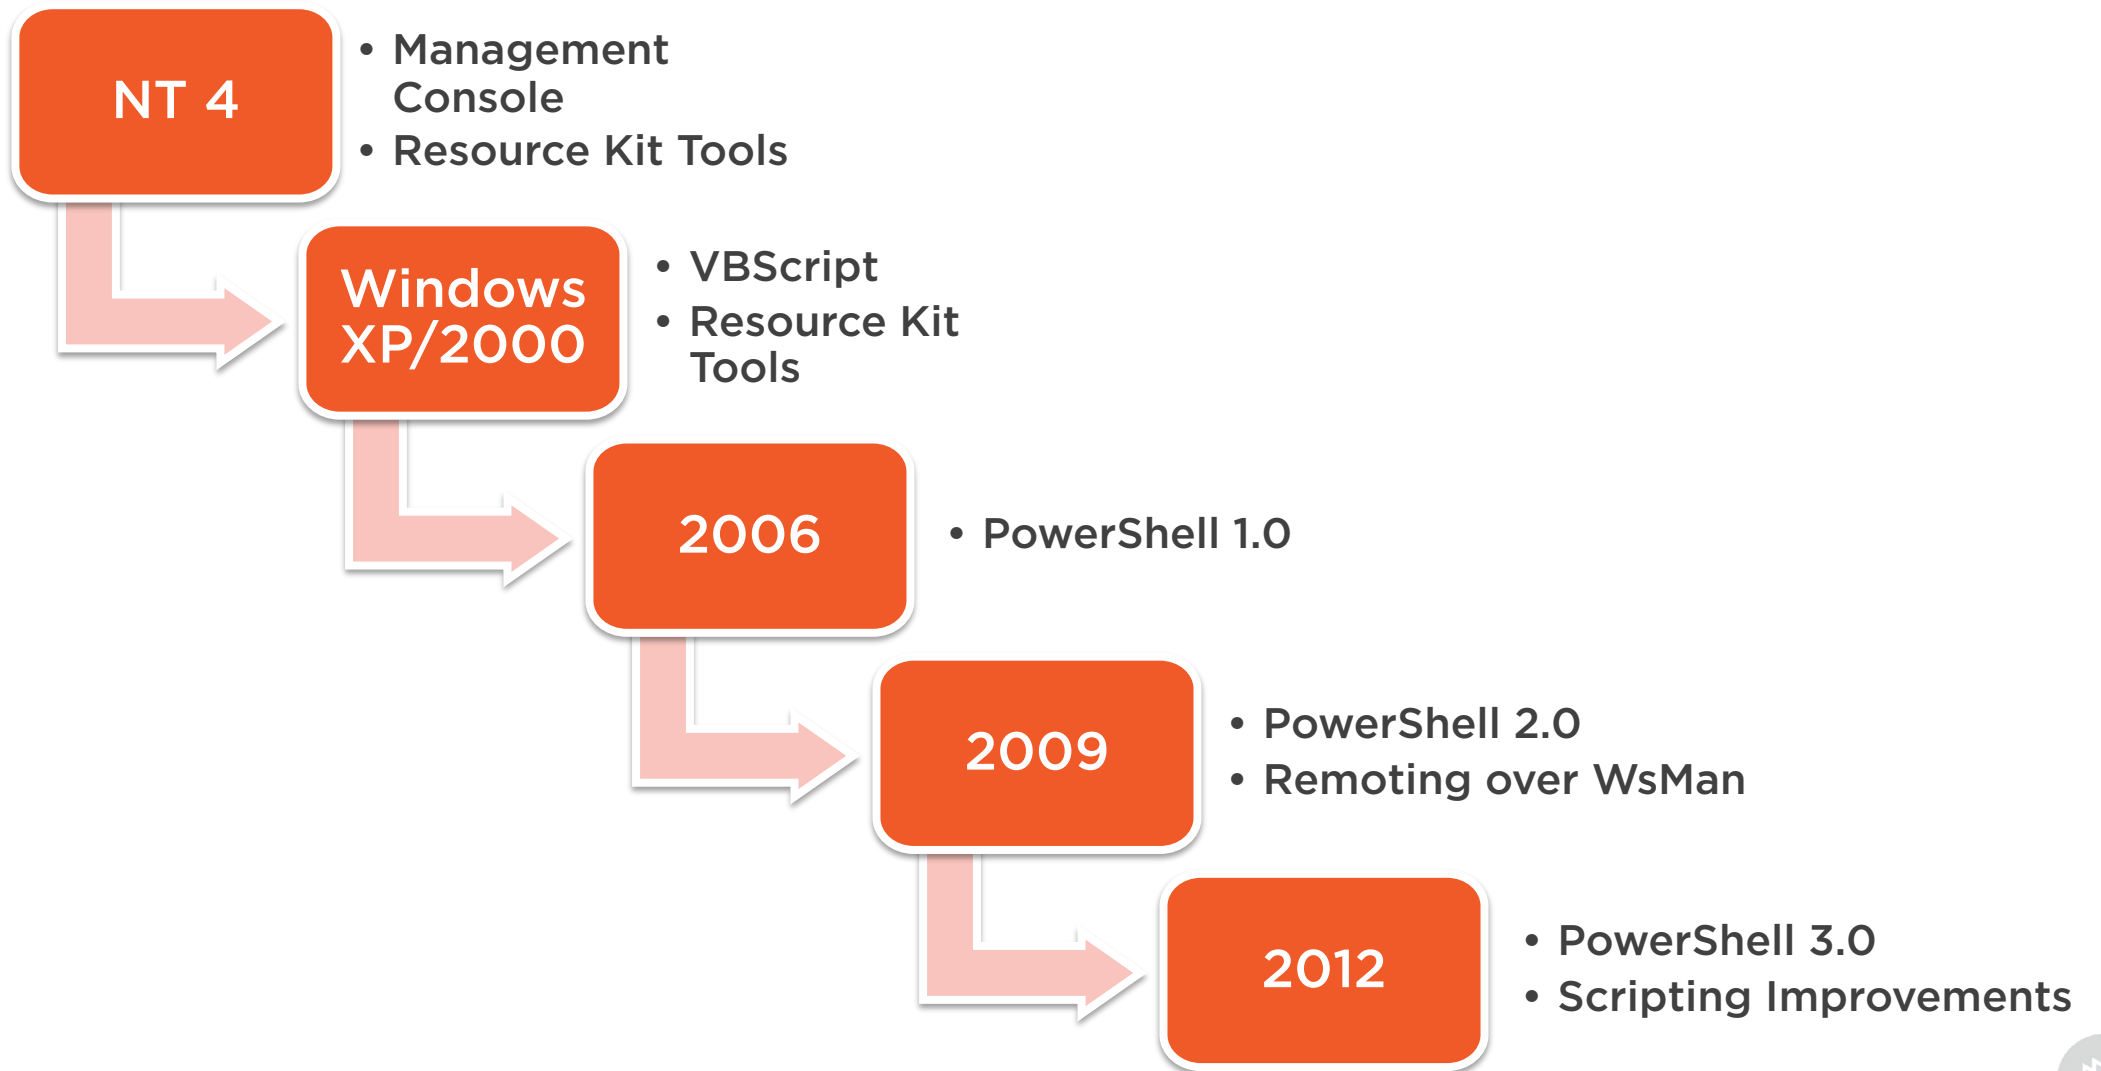 NT 4
• Management
Console
• Resource Kit Tools
Windows
XP/2000
• VBScript
• Resource Kit
Tools
2006
• PowerShell 1.0
2009
• PowerShell 2.0
• Remoting over WsMan
2012
• PowerShell 3.0
• Scripting Improvements